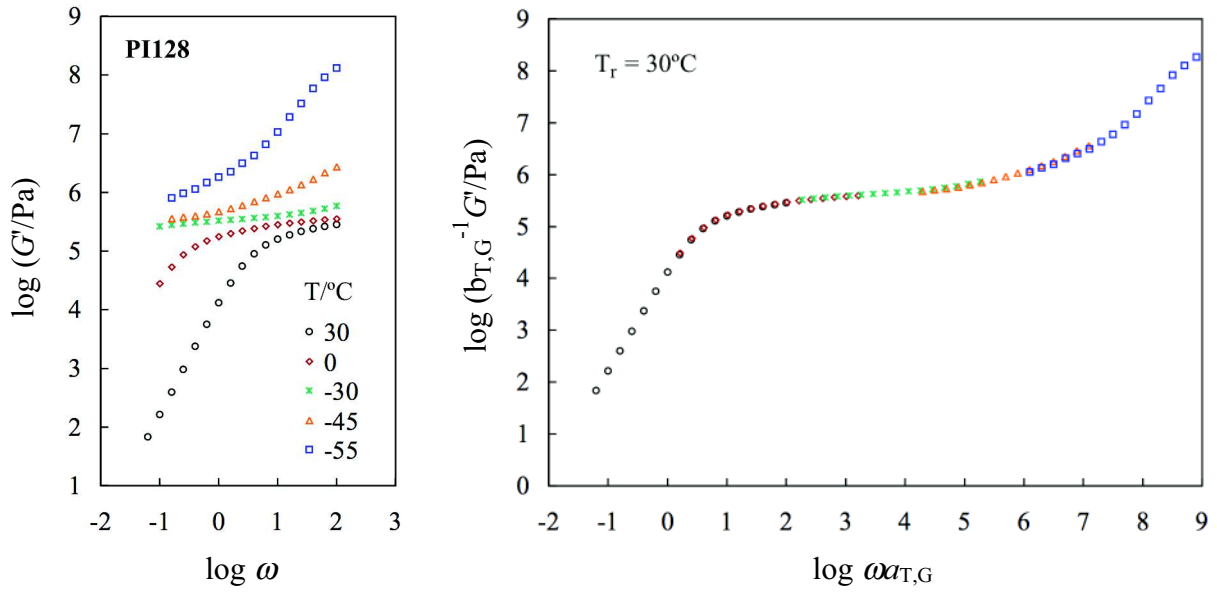 PI128
log (G'/Pa)
9
8
7
6
5
4
3
2
1
-2 -1 0 1 2 3
log ω
T/ºC
30
0
-30
-45
-55
T_r = 30ºC
log (b_T,G^-1 G'/Pa)
9
8
7
6
5
4
3
2
1
0
-2 -1 0 1 2 3 4 5 6 7 8 9
log ωa_T,G